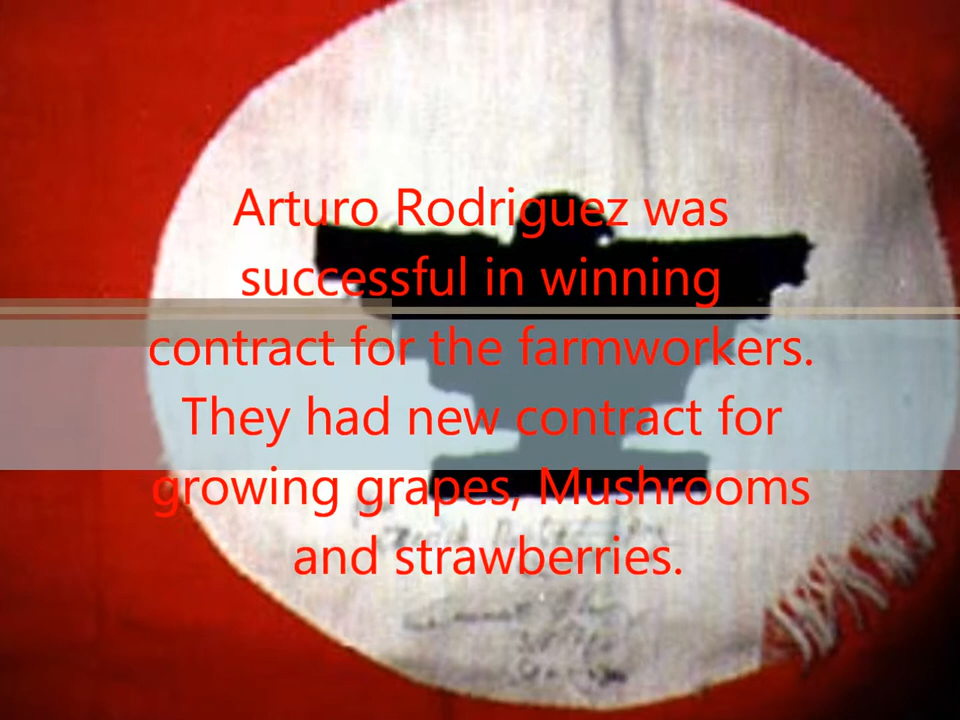 Arturo Rodriguez was
successful in winning
contract for the farmworkers.
They had new contract for
growing grapes, Mushrooms
and strawberries.